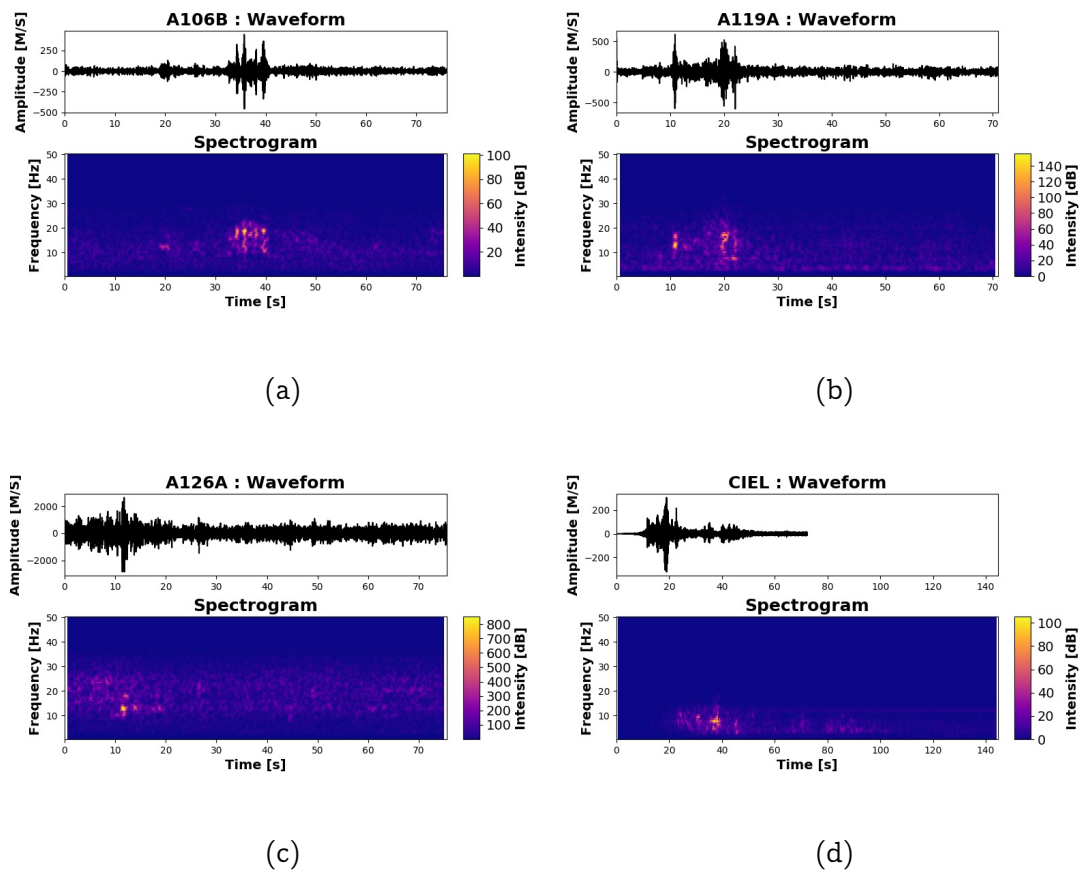 A106B : Waveform
Amplitude [M/S]
250
0
−250
−500
0 10 20 30 40 50 60 70
Spectrogram
Frequency [Hz]
50
40
30
20
10
0 10 20 30 40 50 60 70
Time [s]
100
80
60
40
20
Intensity [dB]
(a)
A119A : Waveform
Amplitude [M/S]
500
0
−500
0 10 20 30 40 50 60 70
Spectrogram
Frequency [Hz]
50
40
30
20
10
0 10 20 30 40 50 60 70
Time [s]
140
120
100
80
60
40
20
0
Intensity [dB]
(b)
A126A : Waveform
Amplitude [M/S]
2000
0
−2000
0 10 20 30 40 50 60 70
Spectrogram
Frequency [Hz]
50
40
30
20
10
0 10 20 30 40 50 60 70
Time [s]
800
700
600
500
400
300
200
100
Intensity [dB]
(c)
CIEL : Waveform
Amplitude [M/S]
200
0
−200
0 20 40 60 80 100 120 140
Spectrogram
Frequency [Hz]
50
40
30
20
10
0 20 40 60 80 100 120 140
Time [s]
100
80
60
40
20
0
Intensity [dB]
(d)